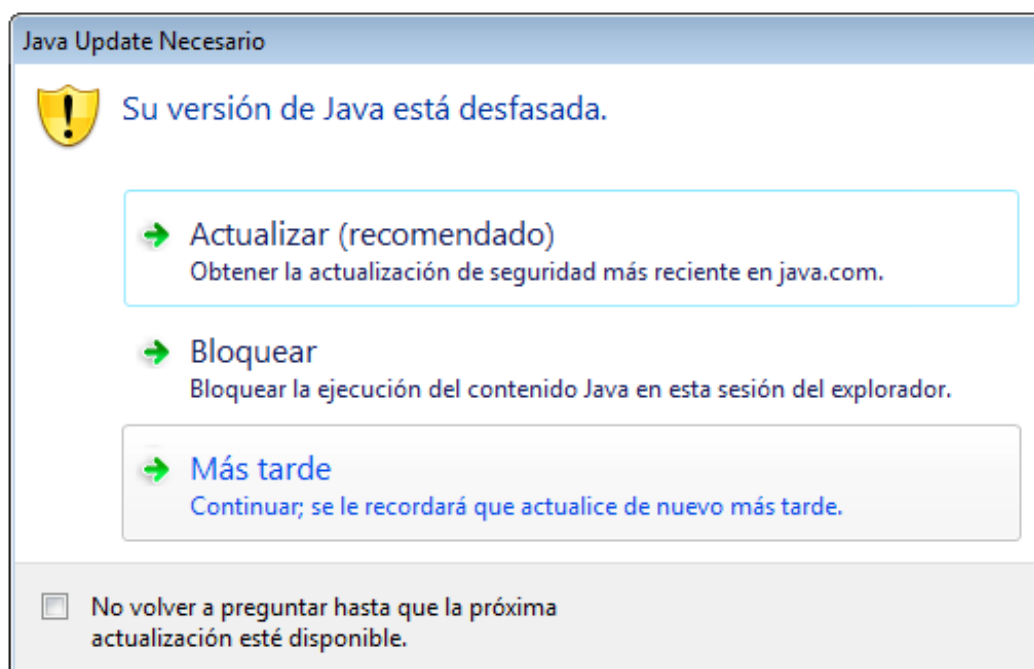 Java Update Necesario
Su versión de Java está desfasada.
Actualizar (recomendado)
Obtener la actualización de seguridad más reciente en java.com.
Bloquear
Bloquear la ejecución del contenido Java en esta sesión del explorador.
Más tarde
Continuar; se le recordará que actualice de nuevo más tarde.
No volver a preguntar hasta que la próxima
actualización esté disponible.